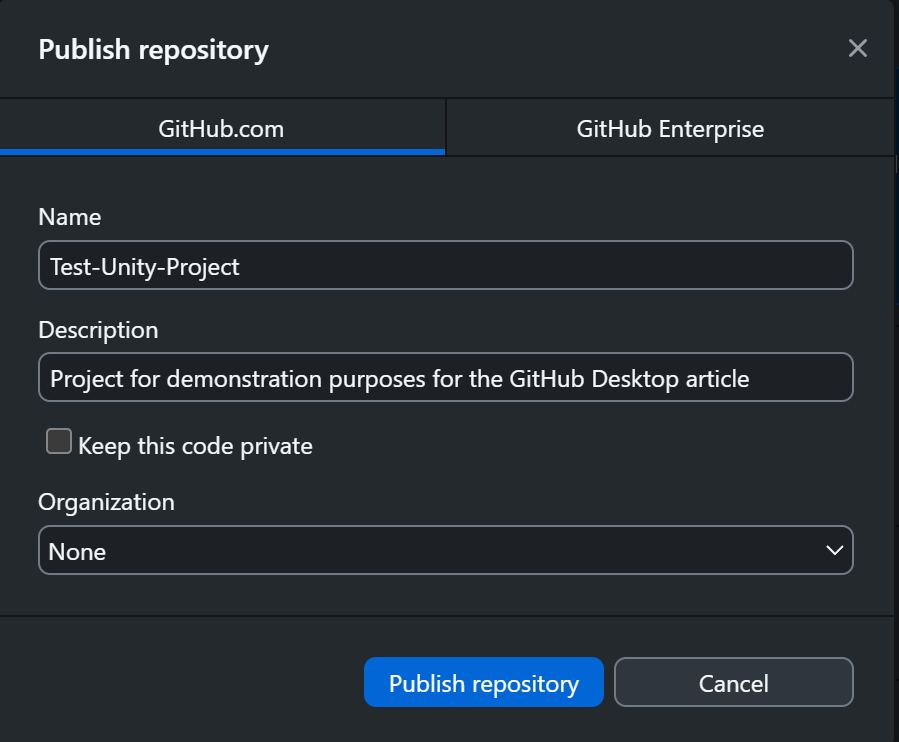 Publish repository
GitHub.com
GitHub Enterprise
Name
Test-Unity-Project
Description
Project for demonstration purposes for the GitHub Desktop article
Keep this code private
Organization
None
Publish repository
Cancel